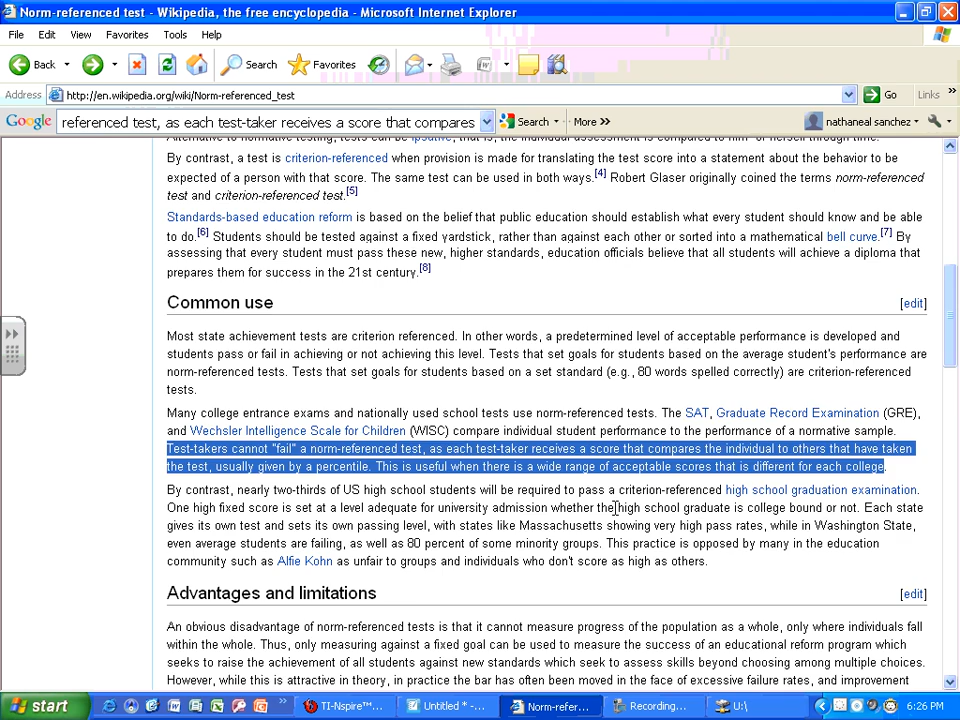 Norm-referenced test - Wikipedia, the free encyclopedia - Microsoft Internet Explorer
File Edit View Favorites Tools Help
Back Search Favorites
Address http://en.wikipedia.org/wiki/Norm-referenced_test Go Links »
Google referenced test, as each test-taker receives a score that compares Search More » nathaneal sanchez
Alternative to normative testing, tests can be ipsative, that is, the individual assessment is compared to him- or herself through time.
By contrast, a test is criterion-referenced when provision is made for translating the test score into a statement about the behavior to be
expected of a person with that score. The same test can be used in both ways.[4] Robert Glaser originally coined the terms norm-referenced
test and criterion-referenced test.[5]
Standards-based education reform is based on the belief that public education should establish what every student should know and be able
to do.[6] Students should be tested against a fixed yardstick, rather than against each other or sorted into a mathematical bell curve.[7] By
assessing that every student must pass these new, higher standards, education officials believe that all students will achieve a diploma that
prepares them for success in the 21st century.[8]
Common use [edit]
Most state achievement tests are criterion referenced. In other words, a predetermined level of acceptable performance is developed and
students pass or fail in achieving or not achieving this level. Tests that set goals for students based on the average student's performance are
norm-referenced tests. Tests that set goals for students based on a set standard (e.g., 80 words spelled correctly) are criterion-referenced
tests.
Many college entrance exams and nationally used school tests use norm-referenced tests. The SAT, Graduate Record Examination (GRE),
and Wechsler Intelligence Scale for Children (WISC) compare individual student performance to the performance of a normative sample.
Test-takers cannot "fail" a norm-referenced test, as each test-taker receives a score that compares the individual to others that have taken
the test, usually given by a percentile. This is useful when there is a wide range of acceptable scores that is different for each college.
By contrast, nearly two-thirds of US high school students will be required to pass a criterion-referenced high school graduation examination.
One high fixed score is set at a level adequate for university admission whether the high school graduate is college bound or not. Each state
gives its own test and sets its own passing level, with states like Massachusetts showing very high pass rates, while in Washington State,
even average students are failing, as well as 80 percent of some minority groups. This practice is opposed by many in the education
community such as Alfie Kohn as unfair to groups and individuals who don't score as high as others.
Advantages and limitations [edit]
An obvious disadvantage of norm-referenced tests is that it cannot measure progress of the population as a whole, only where individuals fall
within the whole. Thus, only measuring against a fixed goal can be used to measure the success of an educational reform program which
seeks to raise the achievement of all students against new standards which seek to assess skills beyond choosing among multiple choices.
However, while this is attractive in theory, in practice the bar has often been moved in the face of excessive failure rates, and improvement
start » TI-Nspire™... Untitled * -... Norm-refer... Recording... U:\ 6:26 PM